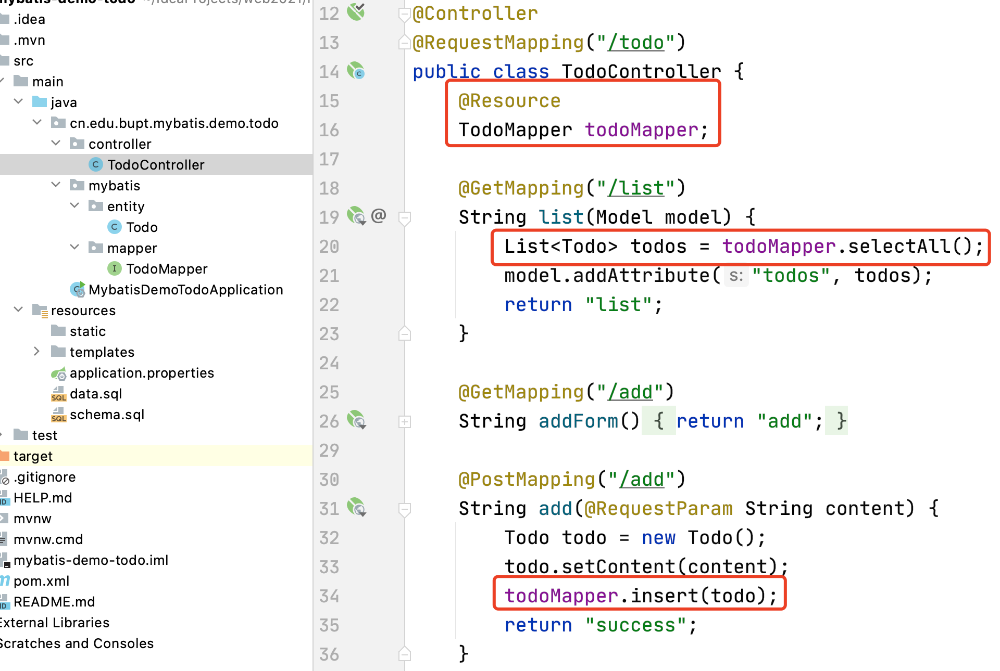 mybatis-demo-todo ~/IdeaProjects/web2021/
.idea
.mvn
src
main
java
cn.edu.bupt.mybatis.demo.todo
controller
TodoController
mybatis
entity
Todo
mapper
TodoMapper
MybatisDemoTodoApplication
resources
static
templates
application.properties
data.sql
schema.sql
test
target
.gitignore
HELP.md
mvnw
mvnw.cmd
mybatis-demo-todo.iml
pom.xml
README.md
External Libraries
Scratches and Consoles
12 @Controller
13 @RequestMapping("/todo")
14 public class TodoController {
15 @Resource
16 TodoMapper todoMapper;
17
18 @GetMapping("/list")
19 @ String list(Model model) {
20 List<Todo> todos = todoMapper.selectAll();
21 model.addAttribute( s: "todos", todos);
22 return "list";
23 }
24
25 @GetMapping("/add")
26 String addForm() { return "add"; }
29
30 @PostMapping("/add")
31 String add(@RequestParam String content) {
32 Todo todo = new Todo();
33 todo.setContent(content);
34 todoMapper.insert(todo);
35 return "success";
36 }